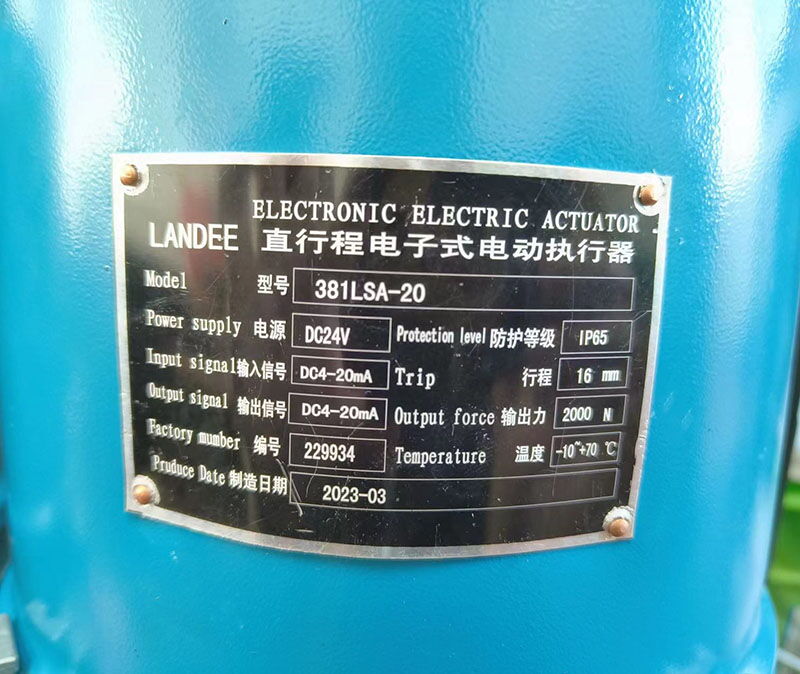 ELECTRONIC ELECTRIC ACTUATOR
LANDEE 直行程电子式电动执行器
Model 型号 381LSA-20
Power supply 电源 DC24V Protection level 防护等级 IP65
Input signal 输入信号 DC4-20mA Trip 行程 16 mm
Output signal 输出信号 DC4-20mA Output force 输出力 2000 N
Factory mumber 编号 229934 Temperature 温度 -10~+70 ℃
Pruduce Date 制造日期 2023-03